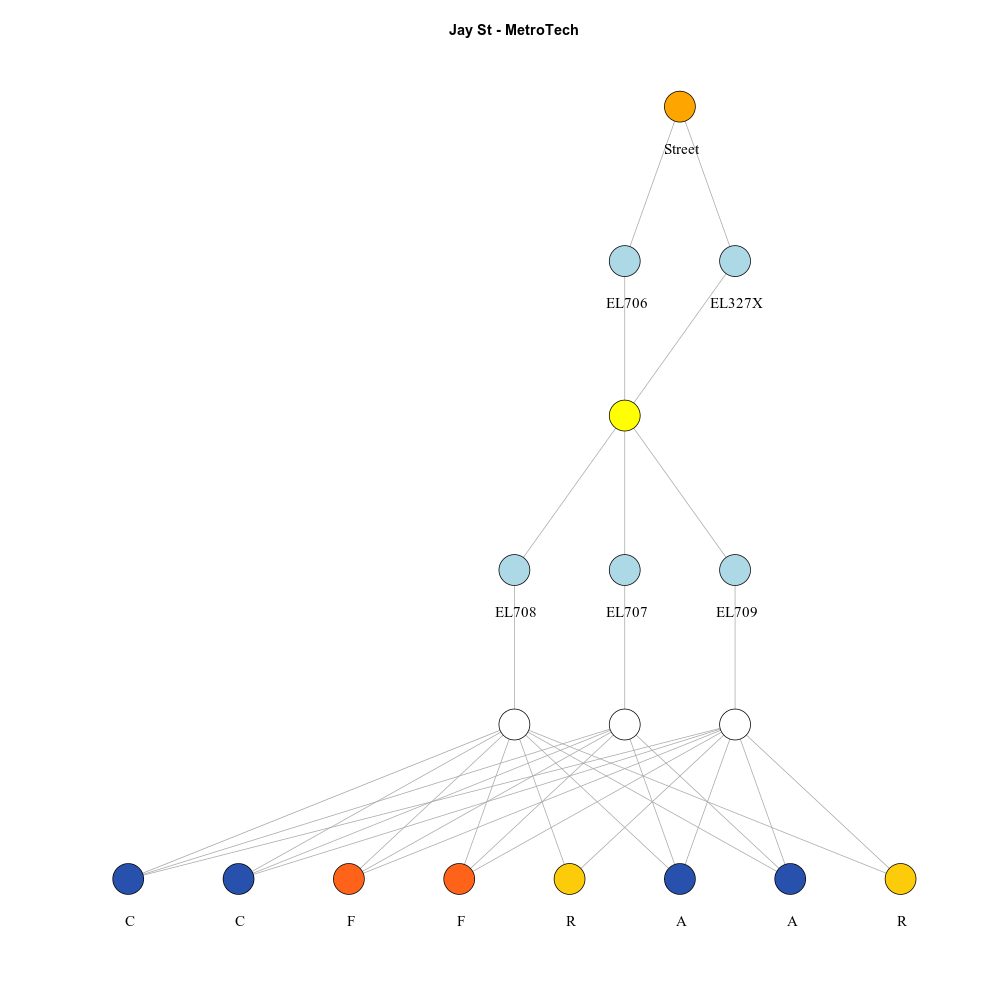 Jay St - MetroTech
Street
EL706 EL327X
EL708 EL707 EL709
C C F F R A A R